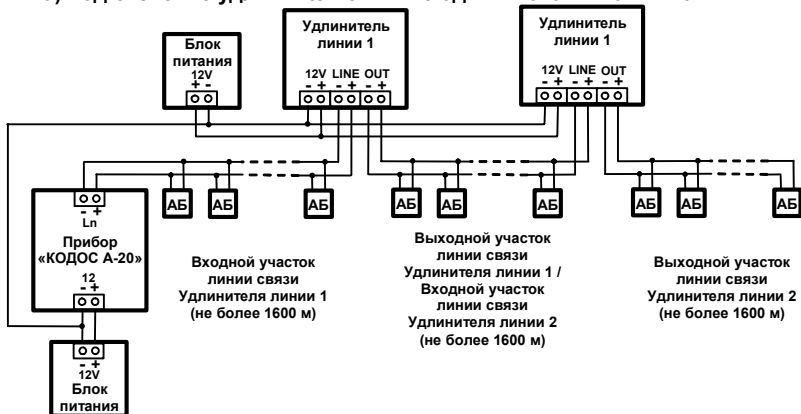 Блок
питания
12V
+ -
Удлинитель
линии 1
12V LINE OUT
- + - + - +
Удлинитель
линии 1
12V LINE OUT
- + - + - +
АБ
АБ
АБ
АБ
АБ
АБ
АБ
АБ
АБ
- +
Ln
Прибор
«КОДОС А-20»
12
- +
Входной участок
линии связи
Удлинителя линии 1
(не более 1600 м)
Выходной участок
линии связи
Удлинителя линии 1 /
Входной участок
линии связи
Удлинителя линии 2
(не более 1600 м)
Выходной участок
линии связи
Удлинителя линии 2
(не более 1600 м)
- +
12V
Блок
питания